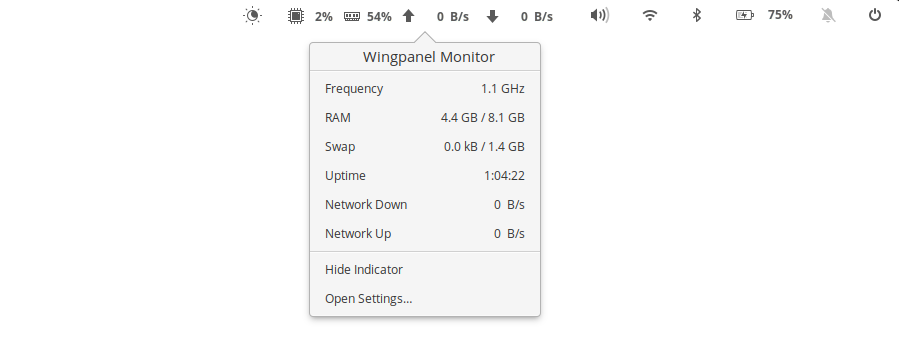 2% 54% 0 B/s 0 B/s 75%
Wingpanel Monitor
Frequency 1.1 GHz
RAM 4.4 GB / 8.1 GB
Swap 0.0 kB / 1.4 GB
Uptime 1:04:22
Network Down 0 B/s
Network Up 0 B/s
Hide Indicator
Open Settings...